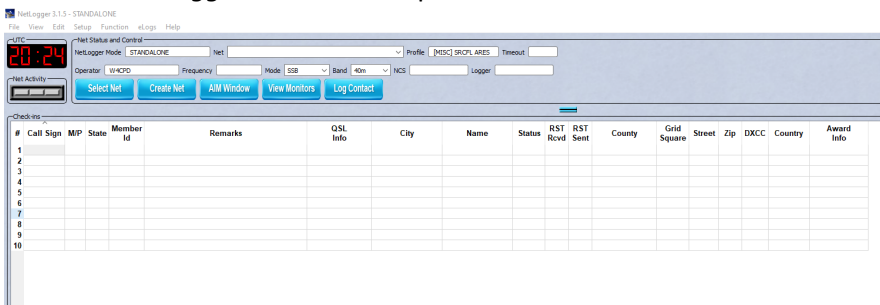 NetLogger 3.1.5 - STANDALONE
File View Edit Setup Function eLogs Help
UTC
20:24
Net Status and Control
NetLogger Mode STANDALONE Net Profile [MISC] SRCFL ARES Timeout
Operator W4CPD Frequency Mode SSB Band 40m NCS Logger
Net Activity
Select Net Create Net AIM Window View Monitors Log Contact
Check-ins
# Call Sign M/P State Member Id Remarks QSL Info City Name Status RST Rcvd RST Sent County Grid Square Street Zip DXCC Country Award Info
1
2
3
4
5
6
7
8
9
10